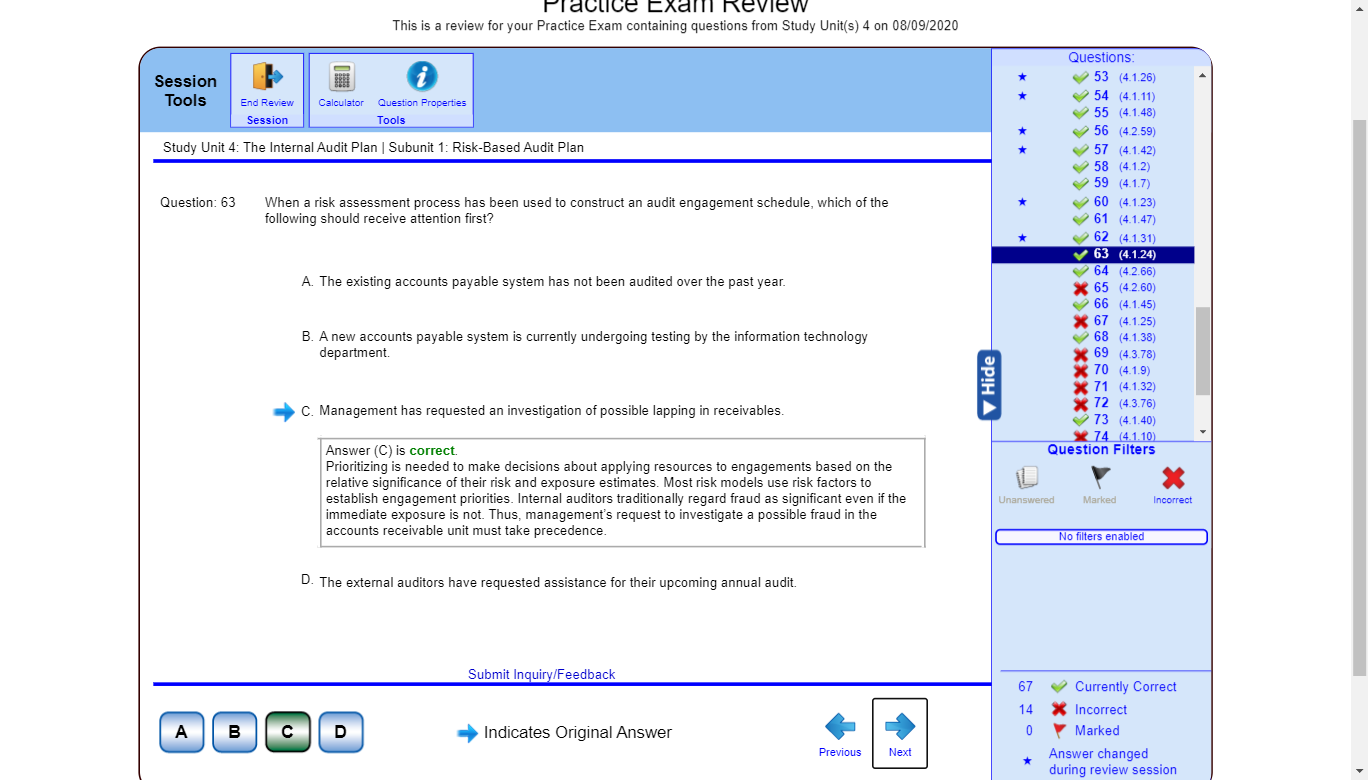 Practice Exam Review
This is a review for your Practice Exam containing questions from Study Unit(s) 4 on 08/09/2020
Session
Tools
End Review
Session
Calculator
Question Properties
Tools
Study Unit 4: The Internal Audit Plan | Subunit 1: Risk-Based Audit Plan
Question: 63
When a risk assessment process has been used to construct an audit engagement schedule, which of the
following should receive attention first?
A. The existing accounts payable system has not been audited over the past year.
B. A new accounts payable system is currently undergoing testing by the information technology
department.
C. Management has requested an investigation of possible lapping in receivables.
Answer (C) is correct.
Prioritizing is needed to make decisions about applying resources to engagements based on the
relative significance of their risk and exposure estimates. Most risk models use risk factors to
establish engagement priorities. Internal auditors traditionally regard fraud as significant even if the
immediate exposure is not. Thus, management's request to investigate a possible fraud in the
accounts receivable unit must take precedence.
D. The external auditors have requested assistance for their upcoming annual audit.
Submit Inquiry/Feedback
A B C D
Indicates Original Answer
Previous
Next
Hide
Questions:
53 (4.1.26)
54 (4.1.11)
55 (4.1.48)
56 (4.2.59)
57 (4.1.42)
58 (4.1.2)
59 (4.1.7)
60 (4.1.23)
61 (4.1.47)
62 (4.1.31)
63 (4.1.24)
64 (4.2.66)
65 (4.2.60)
66 (4.1.45)
67 (4.1.25)
68 (4.1.38)
69 (4.3.78)
70 (4.1.9)
71 (4.1.32)
72 (4.3.76)
73 (4.1.40)
74 (4.1.10)
Question Filters
Unanswered
Marked
Incorrect
No filters enabled
67 Currently Correct
14 Incorrect
0 Marked
Answer changed
during review session